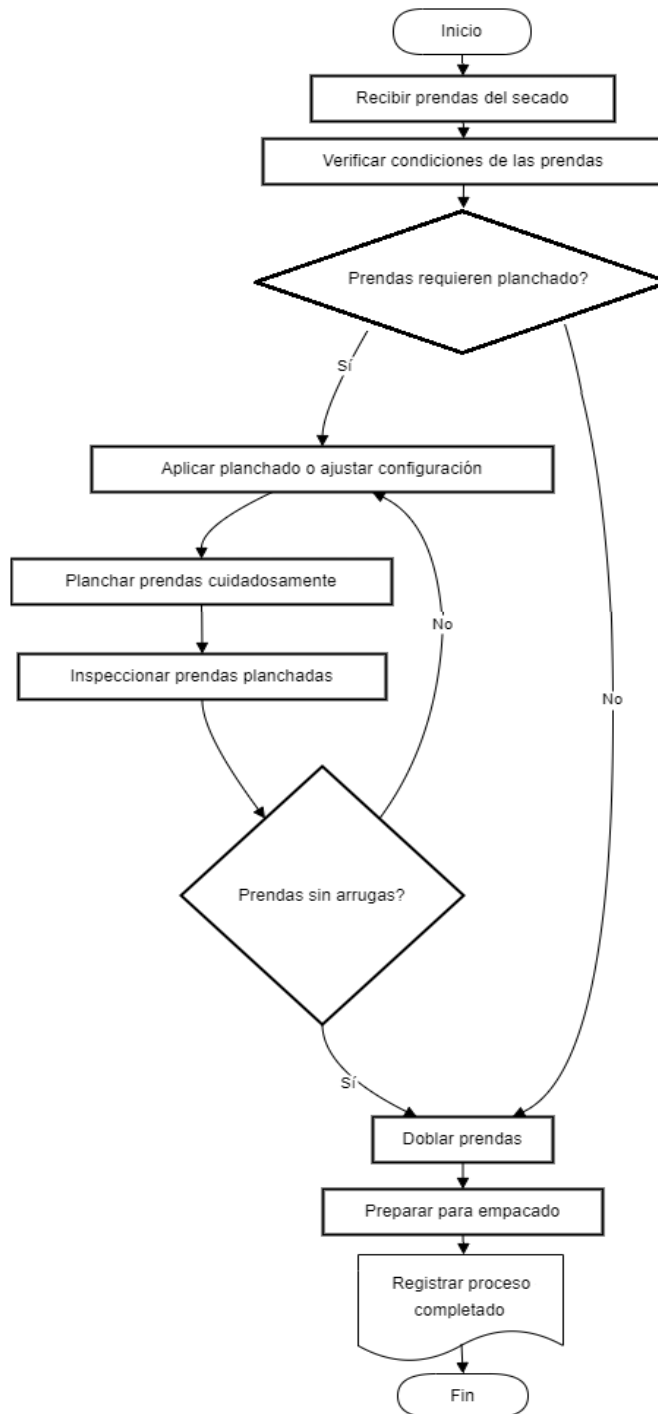 Inicio
Recibir prendas del secado
Verificar condiciones de las prendas
Prendas requieren planchado?
Sí
Aplicar planchado o ajustar configuración
Planchar prendas cuidadosamente
No
Inspeccionar prendas planchadas
No
Prendas sin arrugas?
Sí
Doblar prendas
Preparar para empacado
Registrar proceso
completado
Fin